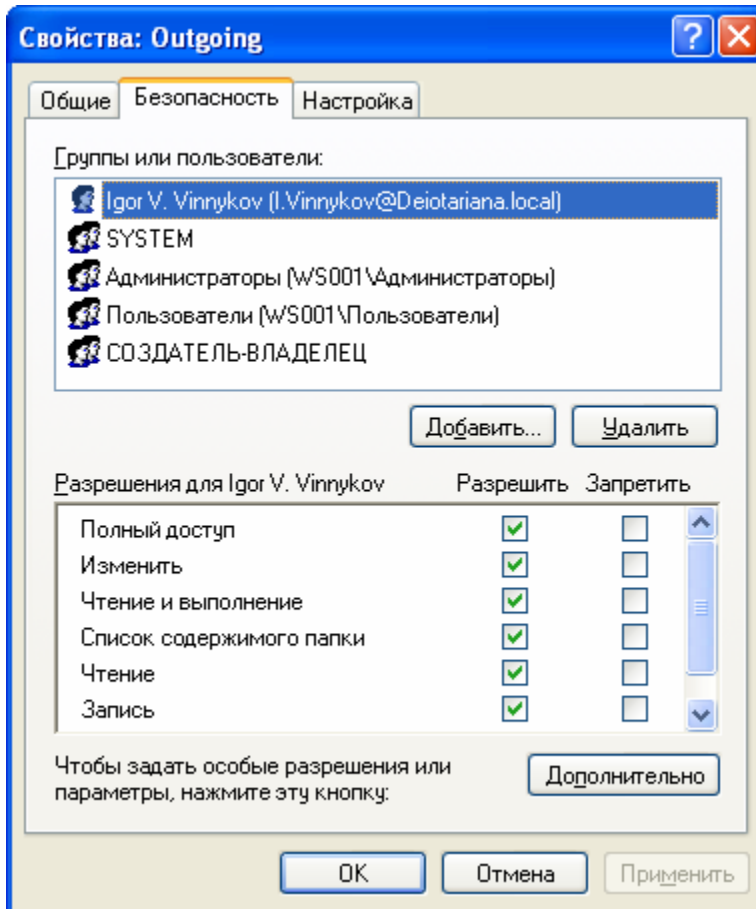 Свойства: Outgoing
Общие Безопасность Настройка
Группы или пользователи:
Igor V. Vinnykov (I.Vinnykov@Deiotariana.local)
SYSTEM
Администраторы (WS001\Администраторы)
Пользователи (WS001\Пользователи)
СОЗДАТЕЛЬ-ВЛАДЕЛЕЦ
Добавить... Удалить
Разрешения для Igor V. Vinnykov Разрешить Запретить
Полный доступ
Изменить
Чтение и выполнение
Список содержимого папки
Чтение
Запись
Чтобы задать особые разрешения или
параметры, нажмите эту кнопку:
Дополнительно
OK Отмена Применить